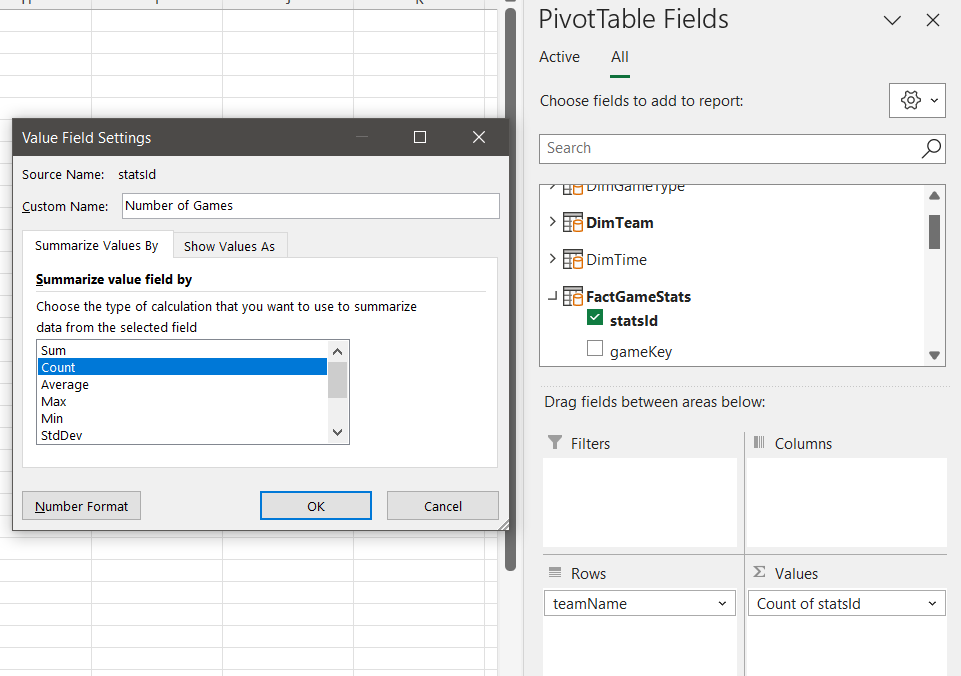 PivotTable Fields
Active
All
Choose fields to add to report:
Search
DimGameType
DimTeam
DimTime
FactGameStats
statsId
gameKey
Drag fields between areas below:
Filters
Columns
Rows
Values
teamName
Count of statsId
Value Field Settings
Source Name: statsId
Custom Name: Number of Games
Summarize Values By
Show Values As
Summarize value field by
Choose the type of calculation that you want to use to summarize
data from the selected field
Sum
Count
Average
Max
Min
StdDev
Number Format
OK
Cancel